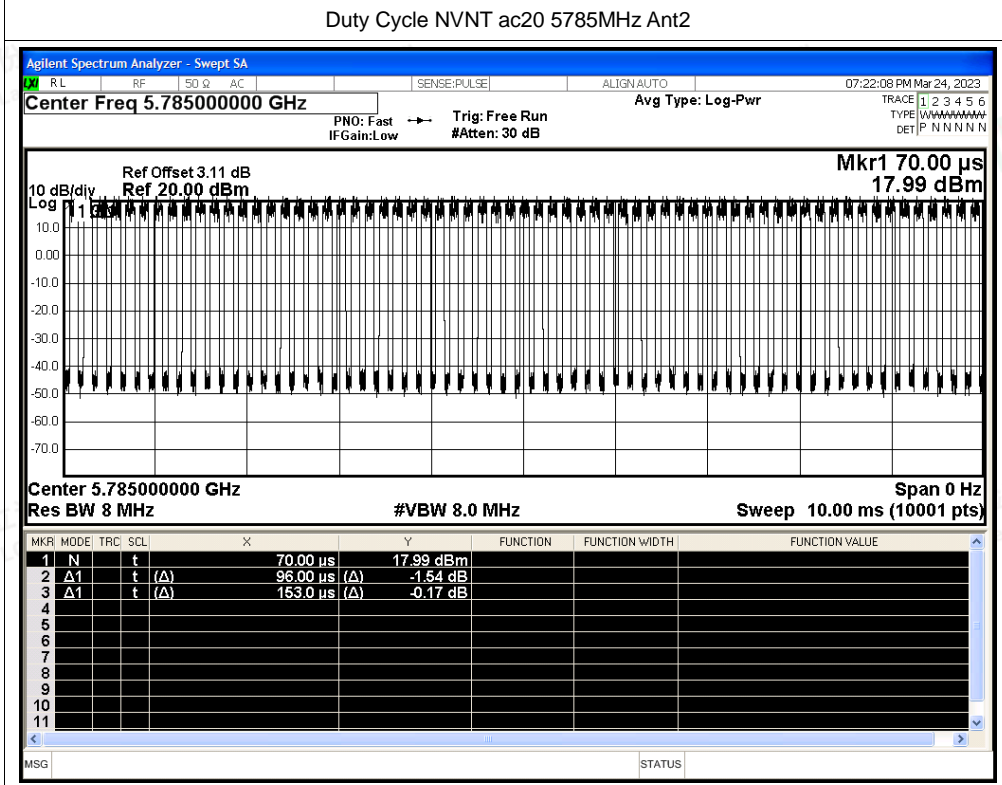 Duty Cycle NVNT ac20 5785MHz Ant2
Agilent Spectrum Analyzer - Swept SA
LXI RL RF 50 Ω AC SENSE:PULSE ALIGN AUTO 07:22:08 PM Mar 24, 2023
Center Freq 5.785000000 GHz
PNO: Fast
IFGain:Low
Trig: Free Run
#Atten: 30 dB
Avg Type: Log-Pwr
TRACE 1 2 3 4 5 6
TYPE WWWWWW
DET P N N N N N
Mkr1 70.00 µs
17.99 dBm
Ref Offset 3.11 dB
10 dB/div Ref 20.00 dBm
Log
1
10.0
0.00
-10.0
-20.0
-30.0
-40.0
-50.0
-60.0
-70.0
Center 5.785000000 GHz Span 0 Hz
Res BW 8 MHz #VBW 8.0 MHz Sweep 10.00 ms (10001 pts)
MKR MODE TRC SCL X Y FUNCTION FUNCTION WIDTH FUNCTION VALUE
1 N t 70.00 µs 17.99 dBm
2 Δ1 t (Δ) 96.00 µs (Δ) -1.54 dB
3 Δ1 t (Δ) 153.0 µs (Δ) -0.17 dB
4
5
6
7
8
9
10
11
MSG STATUS